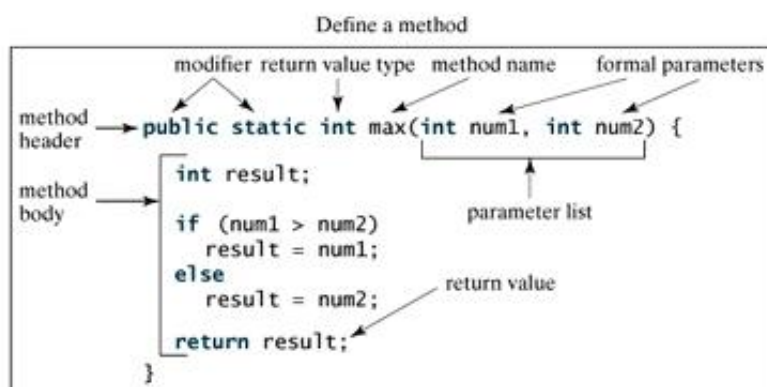 Define a method
modifier return value type method name formal parameters
method header
public static int max(int num1, int num2) {
method body
int result;
parameter list
if (num1 > num2)
result = num1;
else
result = num2;
return value
return result;
}